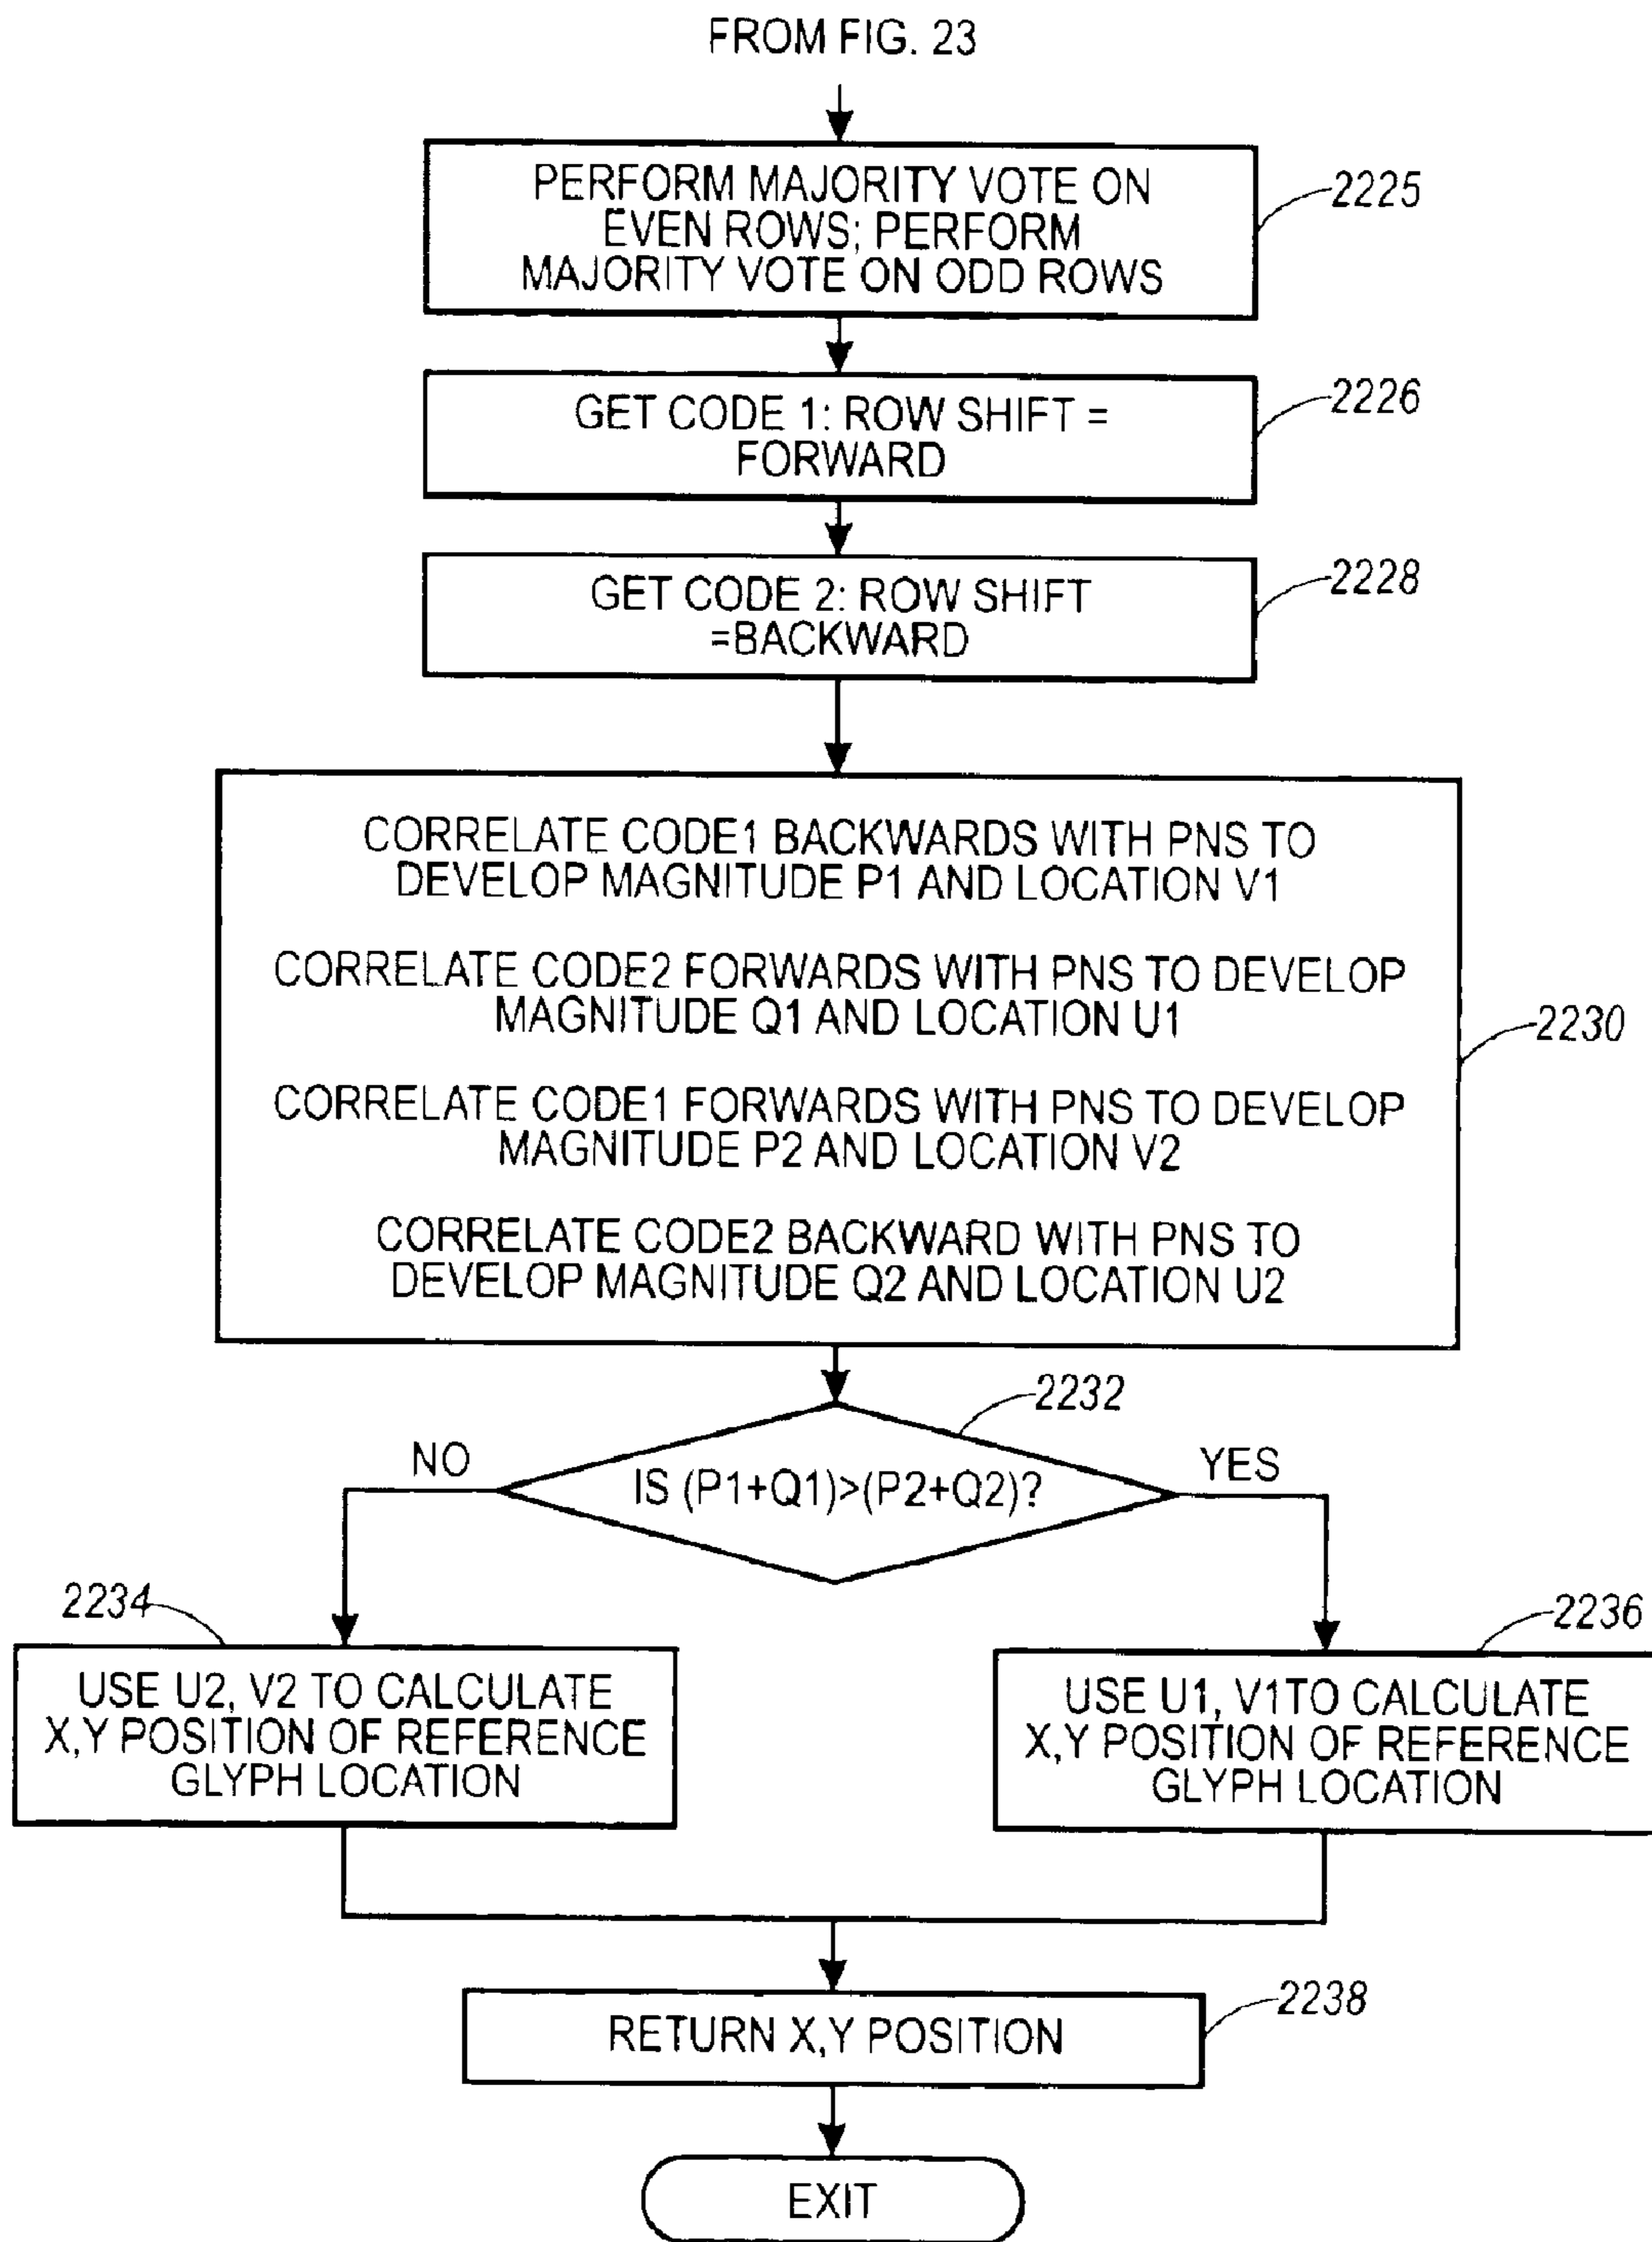 FROM FIG. 23
PERFORM MAJORITY VOTE ON
EVEN ROWS; PERFORM
MAJORITY VOTE ON ODD ROWS
2225
GET CODE 1: ROW SHIFT =
FORWARD
2226
GET CODE 2: ROW SHIFT
=BACKWARD
2228
CORRELATE CODE1 BACKWARDS WITH PNS TO
DEVELOP MAGNITUDE P1 AND LOCATION V1
CORRELATE CODE2 FORWARDS WITH PNS TO DEVELOP
MAGNITUDE Q1 AND LOCATION U1
CORRELATE CODE1 FORWARDS WITH PNS TO DEVELOP
MAGNITUDE P2 AND LOCATION V2
CORRELATE CODE2 BACKWARD WITH PNS TO
DEVELOP MAGNITUDE Q2 AND LOCATION U2
2230
2232
NO
IS (P1+Q1)>(P2+Q2)?
YES
2234
USE U2, V2 TO CALCULATE
X,Y POSITION OF REFERENCE
GLYPH LOCATION
2236
USE U1, V1TO CALCULATE
X,Y POSITION OF REFERENCE
GLYPH LOCATION
RETURN X,Y POSITION
2238
EXIT